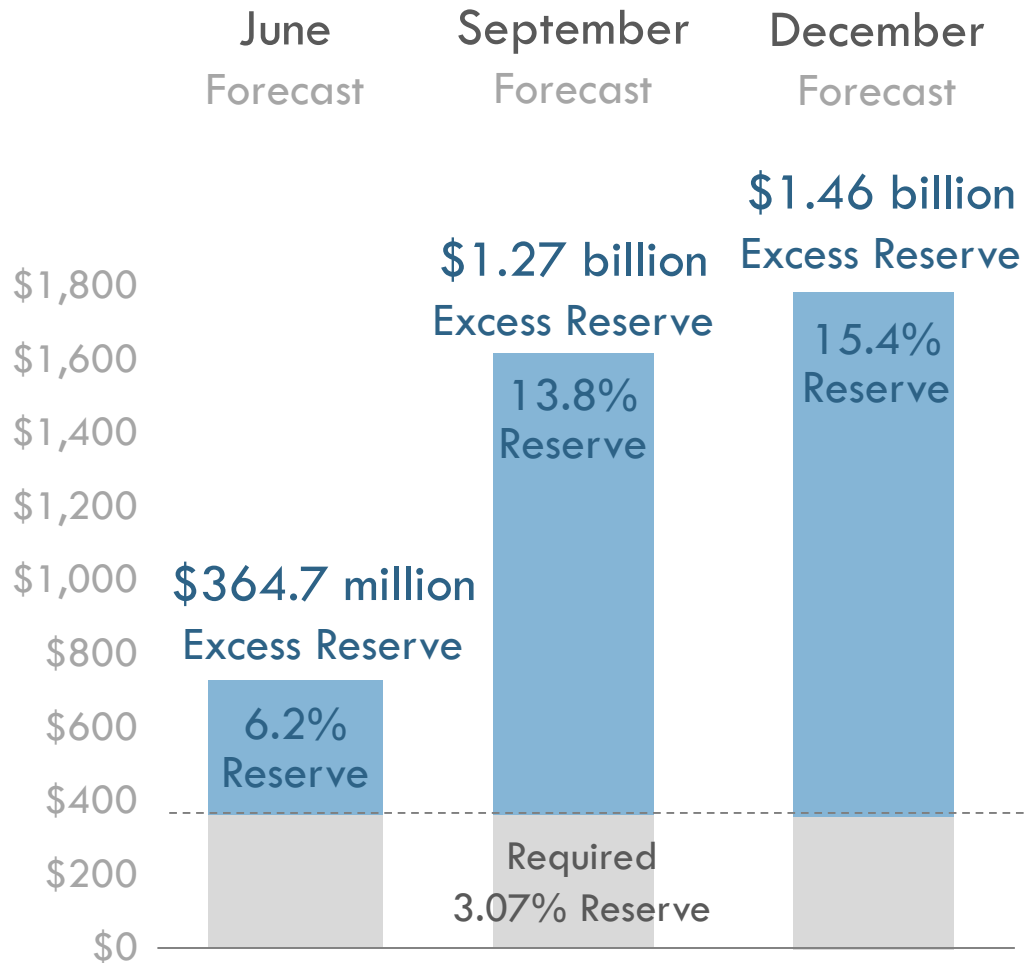 June
Forecast
September
Forecast
December
Forecast
$1.46 billion
Excess Reserve
$1.27 billion
Excess Reserve
$364.7 million
Excess Reserve
$1,800
$1,600
$1,400
$1,200
$1,000
$800
$600
$400
$200
$0
6.2%
Reserve
13.8%
Reserve
15.4%
Reserve
Required
3.07% Reserve